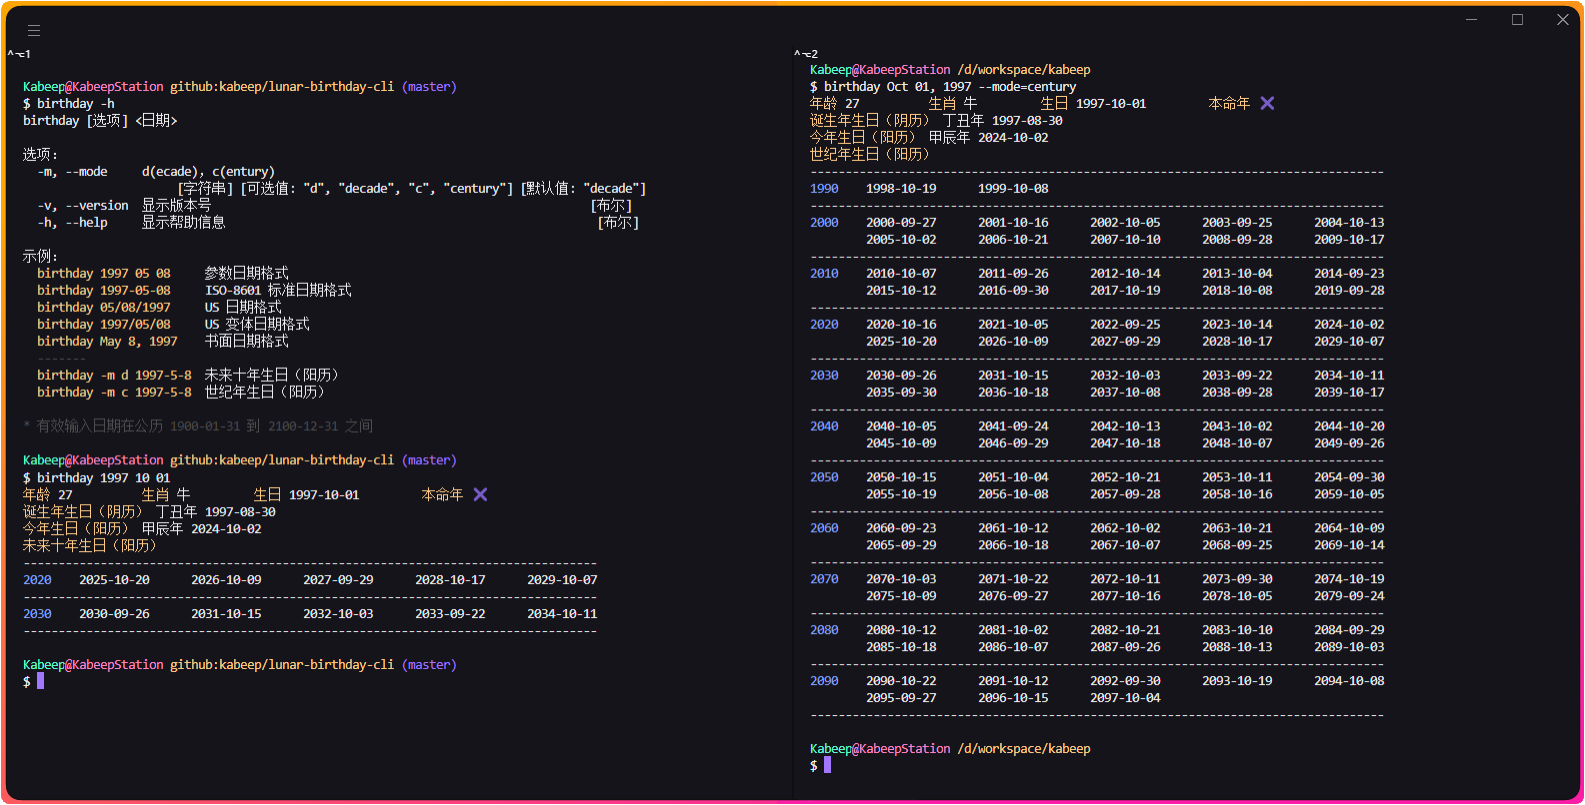 ^⌥1
Kabeep@KabeepStation github:kabeep/lunar-birthday-cli (master)
$ birthday -h
birthday [选项] <日期>
选项:
-m, --mode     d(ecade), c(entury)
[字符串] [可选值: "d", "decade", "c", "century"] [默认值: "decade"]
-v, --version  显示版本号 [布尔]
-h, --help     显示帮助信息 [布尔]
示例:
birthday 1997 05 08     参数日期格式
birthday 1997-05-08     ISO-8601 标准日期格式
birthday 05/08/1997     US 日期格式
birthday 1997/05/08     US 变体日期格式
birthday May 8, 1997    书面日期格式
-------
birthday -m d 1997-5-8  未来十年生日（阳历）
birthday -m c 1997-5-8  世纪年生日（阳历）
* 有效输入日期在公历 1900-01-31 到 2100-12-31 之间
Kabeep@KabeepStation github:kabeep/lunar-birthday-cli (master)
$ birthday 1997 10 01
年龄 27 生肖 牛 生日 1997-10-01 本命年 ✕
诞生年生日（阴历） 丁丑年 1997-08-30
今年生日（阳历） 甲辰年 2024-10-02
未来十年生日（阳历）
2020 2025-10-20 2026-10-09 2027-09-29 2028-10-17 2029-10-07
2030 2030-09-26 2031-10-15 2032-10-03 2033-09-22 2034-10-11
Kabeep@KabeepStation github:kabeep/lunar-birthday-cli (master)
$
^⌥2
Kabeep@KabeepStation /d/workspace/kabeep
$ birthday Oct 01, 1997 --mode=century
年龄 27 生肖 牛 生日 1997-10-01 本命年 ✕
诞生年生日（阴历） 丁丑年 1997-08-30
今年生日（阳历） 甲辰年 2024-10-02
世纪年生日（阳历）
1990 1998-10-19 1999-10-08
2000 2000-09-27 2001-10-16 2002-10-05 2003-09-25 2004-10-13
2005-10-02 2006-10-21 2007-10-10 2008-09-28 2009-10-17
2010 2010-10-07 2011-09-26 2012-10-14 2013-10-04 2014-09-23
2015-10-12 2016-09-30 2017-10-19 2018-10-08 2019-09-28
2020 2020-10-16 2021-10-05 2022-09-25 2023-10-14 2024-10-02
2025-10-20 2026-10-09 2027-09-29 2028-10-17 2029-10-07
2030 2030-09-26 2031-10-15 2032-10-03 2033-09-22 2034-10-11
2035-09-30 2036-10-18 2037-10-08 2038-09-28 2039-10-17
2040 2040-10-05 2041-09-24 2042-10-13 2043-10-02 2044-10-20
2045-10-09 2046-09-29 2047-10-18 2048-10-07 2049-09-26
2050 2050-10-15 2051-10-04 2052-10-21 2053-10-11 2054-09-30
2055-10-19 2056-10-08 2057-09-28 2058-10-16 2059-10-05
2060 2060-09-23 2061-10-12 2062-10-02 2063-10-21 2064-10-09
2065-09-29 2066-10-18 2067-10-07 2068-09-25 2069-10-14
2070 2070-10-03 2071-10-22 2072-10-11 2073-09-30 2074-10-19
2075-10-09 2076-09-27 2077-10-16 2078-10-05 2079-09-24
2080 2080-10-12 2081-10-02 2082-10-21 2083-10-10 2084-09-29
2085-10-18 2086-10-07 2087-09-26 2088-10-13 2089-10-03
2090 2090-10-22 2091-10-12 2092-09-30 2093-10-19 2094-10-08
2095-09-27 2096-10-15 2097-10-04
Kabeep@KabeepStation /d/workspace/kabeep
$